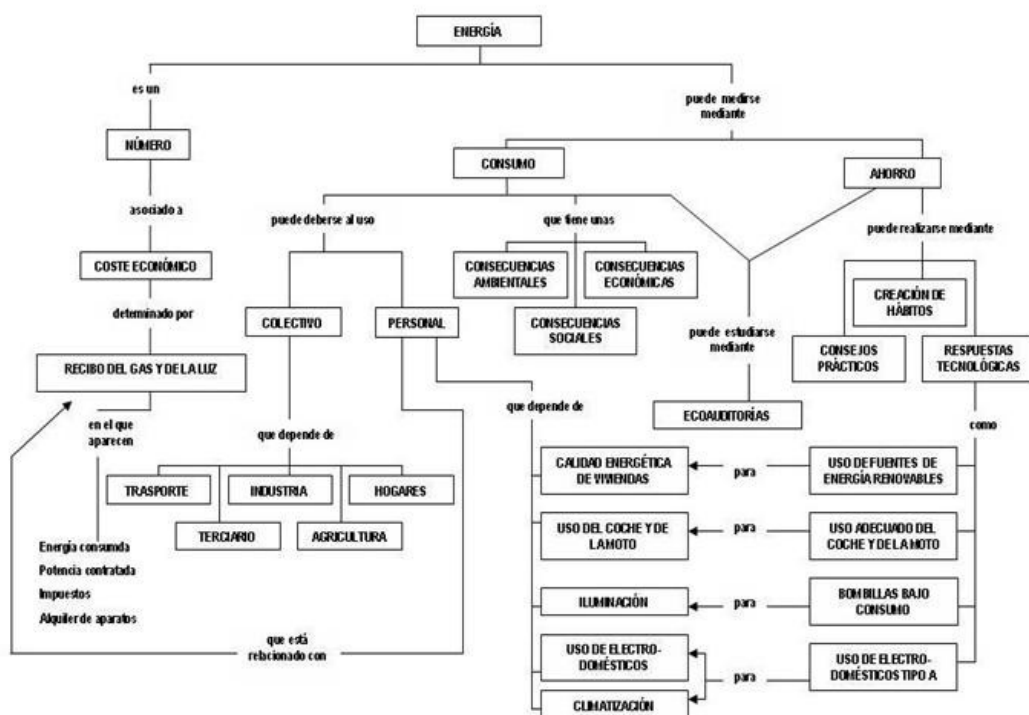 ENERGÍA
es un
puede medirse
mediante
NÚMERO
CONSUMO
AHORRO
asociado a
puede deberse al uso
que tiene unas
puede realizarse mediante
COSTE ECONÓMICO
CONSECUENCIAS
AMBIENTALES
CONSECUENCIAS
ECONÓMICAS
CREACIÓN DE
HÁBITOS
determinado por
COLECTIVO
PERSONAL
CONSECUENCIAS
SOCIALES
puede estudiarse
mediante
CONSEJOS
PRÁCTICOS
RESPUESTAS
TECNOLÓGICAS
RECIBO DEL GAS Y DE LA LUZ
en el que
aparecen
que depende de
que depende de
ECOAUDITORÍAS
como
TRASPORTE
INDUSTRIA
HOGARES
TERCIARIO
AGRICULTURA
CALIDAD ENERGÉTICA
DE VIVIENDAS
para
USO DE FUENTES DE
ENERGÍA RENOVABLES
Energía consumida
Potencia contratada
Impuestos
Alquiler de aparatos
USO DEL COCHE Y DE
LA MOTO
para
USO ADECUADO DEL
COCHE Y DE LA MOTO
ILUMINACIÓN
para
BOMBILLAS BAJO
CONSUMO
que está
relacionado con
USO DE ELECTRO-
DOMÉSTICOS
para
USO DE ELECTRO-
DOMÉSTICOS TIPO A
CLIMATIZACIÓN